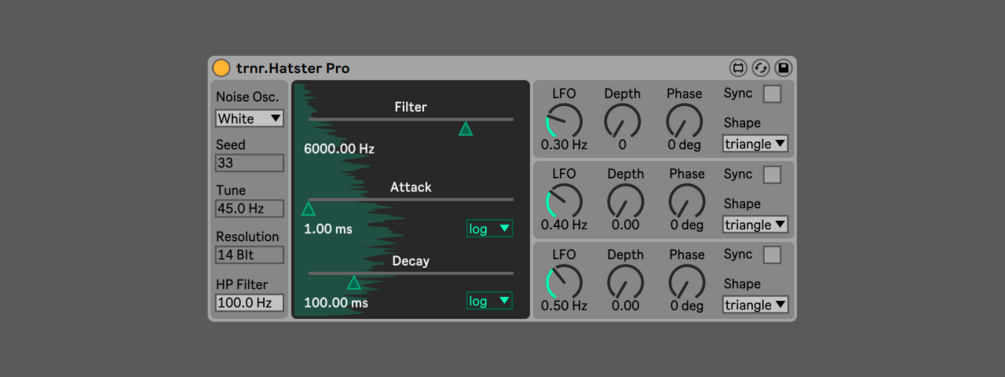 trnr.Hatster Pro
Noise Osc.
White
Seed
33
Tune
45.0 Hz
Resolution
14 BIt
HP Filter
100.0 Hz
Filter
6000.00 Hz
Attack
1.00 ms
log
Decay
100.00 ms
log
LFO Depth Phase Sync
Shape
0.30 Hz 0 0 deg triangle
LFO Depth Phase Sync
Shape
0.40 Hz 0.00 0 deg triangle
LFO Depth Phase Sync
Shape
0.50 Hz 0.00 0 deg triangle